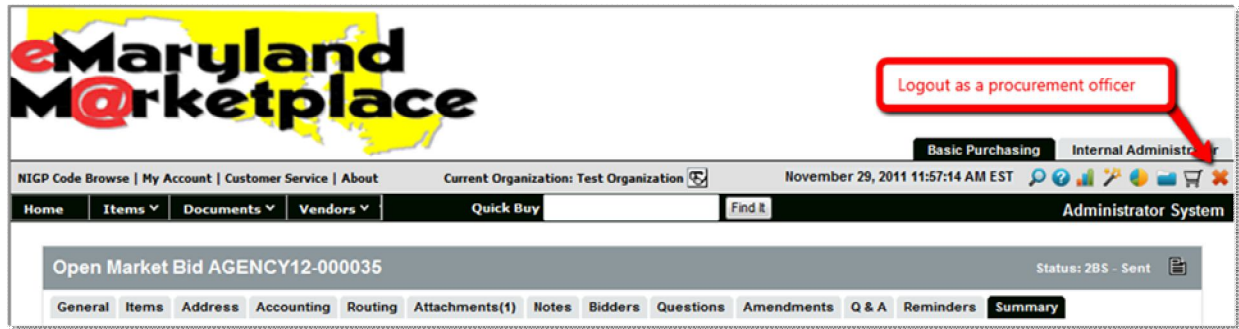 eMaryland
M@rketplace
Logout as a procurement officer
Basic Purchasing Internal Administrator
NIGP Code Browse | My Account | Customer Service | About Current Organization: Test Organization November 29, 2011 11:57:14 AM EST
Home Items Documents Vendors Quick Buy Find It Administrator System
Open Market Bid AGENCY12-000035 Status: 2BS - Sent
General Items Address Accounting Routing Attachments(1) Notes Bidders Questions Amendments Q & A Reminders Summary